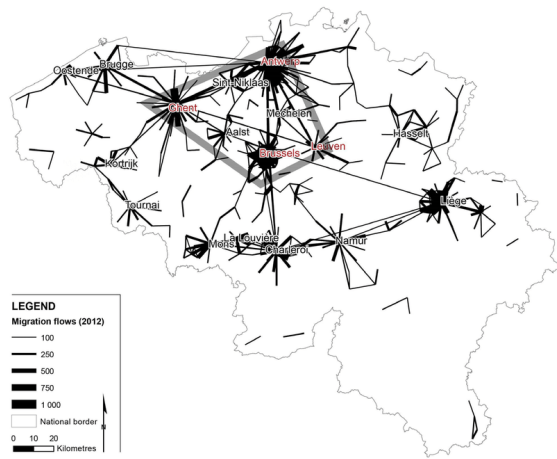 Antwerp
Brugge
Oostende
Sint-Niklaas
Ghent
Mechelen
Aalst
Hasselt
Leuven
Brussels
Kortrijk
Tournai
Liège
La Louvière
Mons
Namur
Charleroi
LEGEND
Migration flows (2012)
100
250
500
750
1 000
National border
N
0 10 20
Kilometres